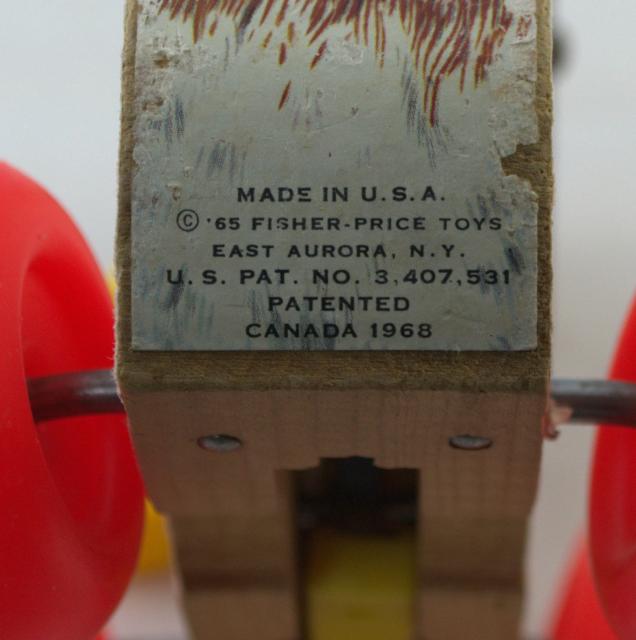 MADE IN U.S.A.
© '65 FISHER-PRICE TOYS
EAST AURORA, N.Y.
U.S. PAT. NO. 3,407,531
PATENTED
CANADA 1968